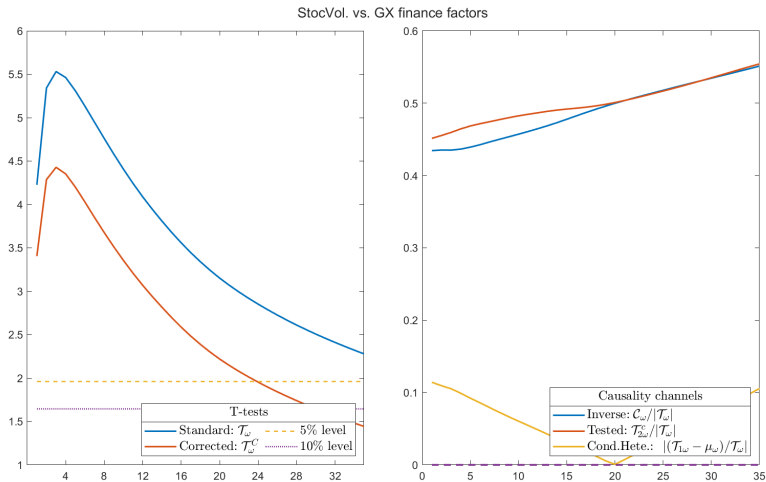 StocVol. vs. GX finance factors
6
5.5
5
4.5
4
3.5
3
2.5
2
1.5
1
4 8 12 16 20 24 28 32
T-tests
Standard: 𝒯_ω 5% level
Corrected: 𝒯_ω^C 10% level
0.6
0.5
0.4
0.3
0.2
0.1
0
0 5 10 15 20 25 30 35
Causality channels
Inverse: 𝒞_ω/|𝒯_ω|
Tested: 𝒯_{2ω}^c/|𝒯_ω|
Cond.Hete.: |(𝒯_{1ω} − μ_ω)/𝒯_ω|